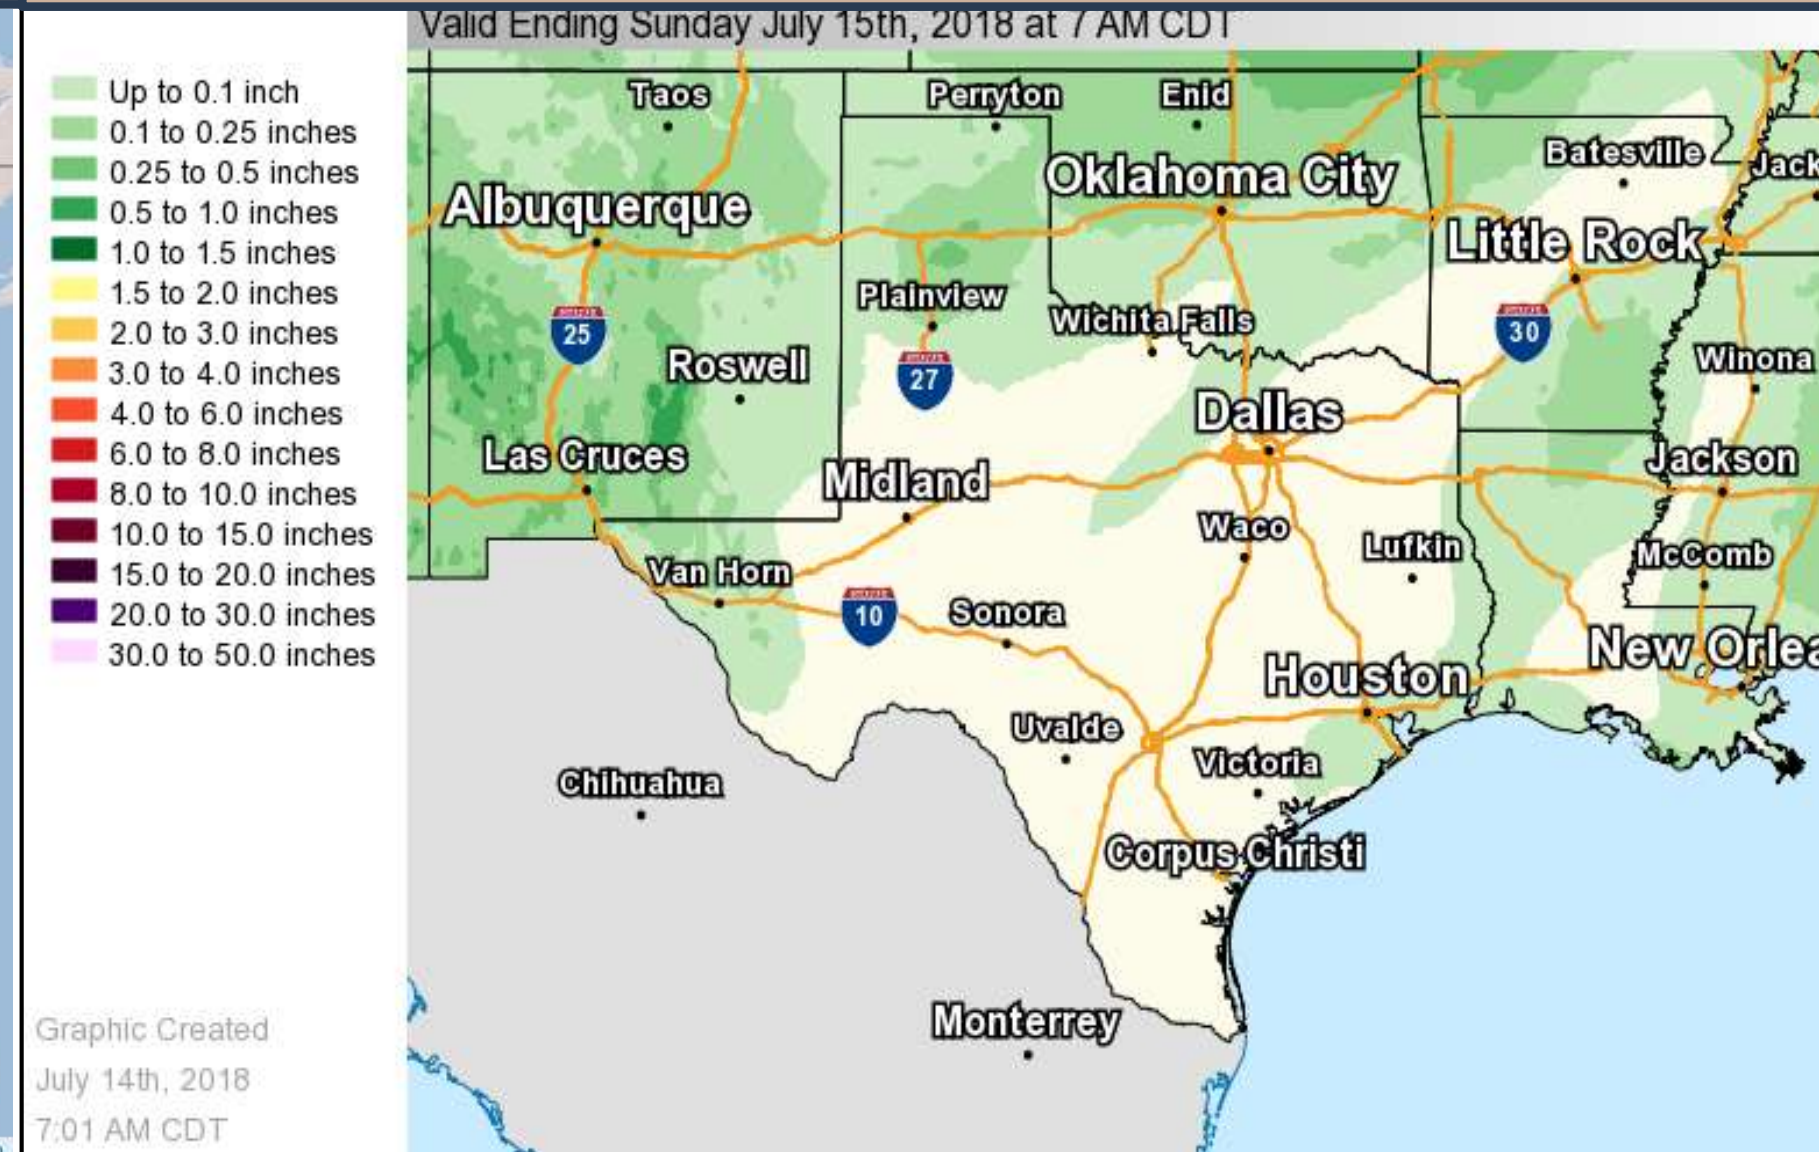 Valid Ending Sunday July 15th, 2018 at 7 AM CDT
Up to 0.1 inch
0.1 to 0.25 inches
0.25 to 0.5 inches
0.5 to 1.0 inches
1.0 to 1.5 inches
1.5 to 2.0 inches
2.0 to 3.0 inches
3.0 to 4.0 inches
4.0 to 6.0 inches
6.0 to 8.0 inches
8.0 to 10.0 inches
10.0 to 15.0 inches
15.0 to 20.0 inches
20.0 to 30.0 inches
30.0 to 50.0 inches
Graphic Created
July 14th, 2018
7:01 AM CDT
Taos
Perryton
Enid
Batesville
Jack
Oklahoma City
Albuquerque
Little Rock
Plainview
Wichita Falls
25
30
Roswell
27
Winona
Dallas
Las Cruces
Midland
Jackson
Waco
Lufkin
McComb
Van Horn
10
Sonora
New Orlea
Houston
Uvalde
Victoria
Chihuahua
Corpus Christi
Monterrey